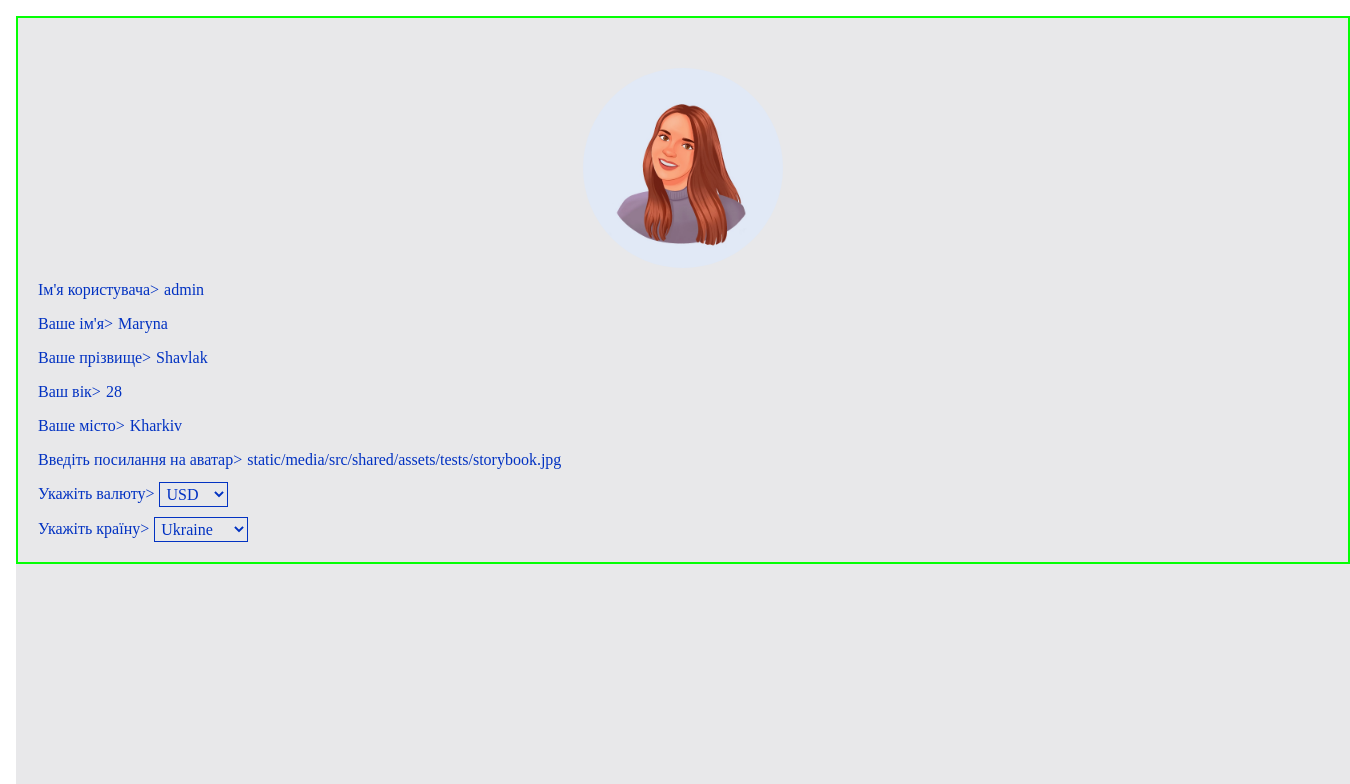 Ім'я користувача> admin
Ваше ім'я> Maryna
Ваше прізвище> Shavlak
Ваш вік> 28
Ваше місто> Kharkiv
Введіть посилання на аватар> static/media/src/shared/assets/tests/storybook.jpg
Укажіть валюту> USD
Укажіть країну> Ukraine